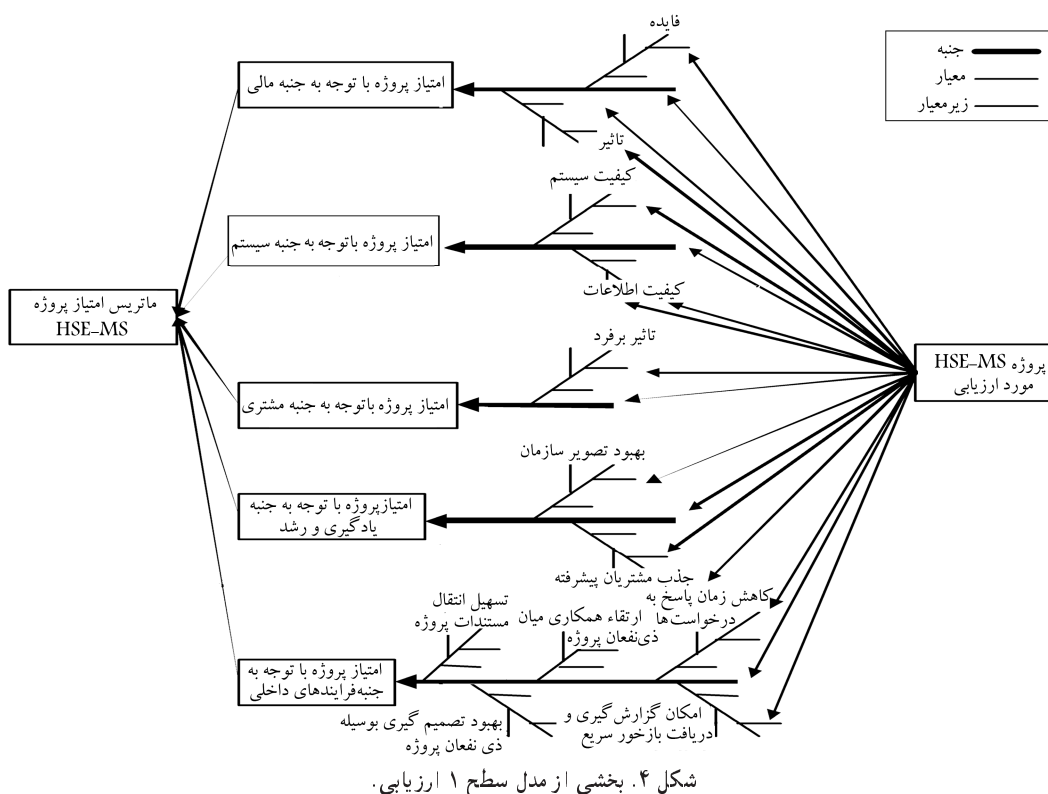 جنبه
معیار
زیرمعیار
پروژه HSE-MS
مورد ارزیابی
فایده
تاثیر
امتیاز پروژه با توجه به جنبه مالی
کیفیت سیستم
کیفیت اطلاعات
امتیاز پروژه باتوجه به جنبه سیستم
تاثیر برفرد
امتیاز پروژه باتوجه به جنبه مشتری
بهبود تصویر سازمان
جذب مشتریان پیشرفته
امتیازپروژه با توجه به جنبه
یادگیری و رشد
کاهش زمان پاسخ به
درخواست‌ها
ارتقاء همکاری میان
ذی‌نفعان پروژه
تسهیل انتقال
مستندات پروژه
امکان گزارش‌گیری و
دریافت بازخور سریع
بهبود تصمیم گیری بوسیله
ذی نفعان پروژه
امتیاز پروژه با توجه به
جنبه‌فرایندهای داخلی
ماتریس امتیاز پروژه
HSE-MS
شکل ۴. بخشی از مدل سطح ۱ ارزیابی.